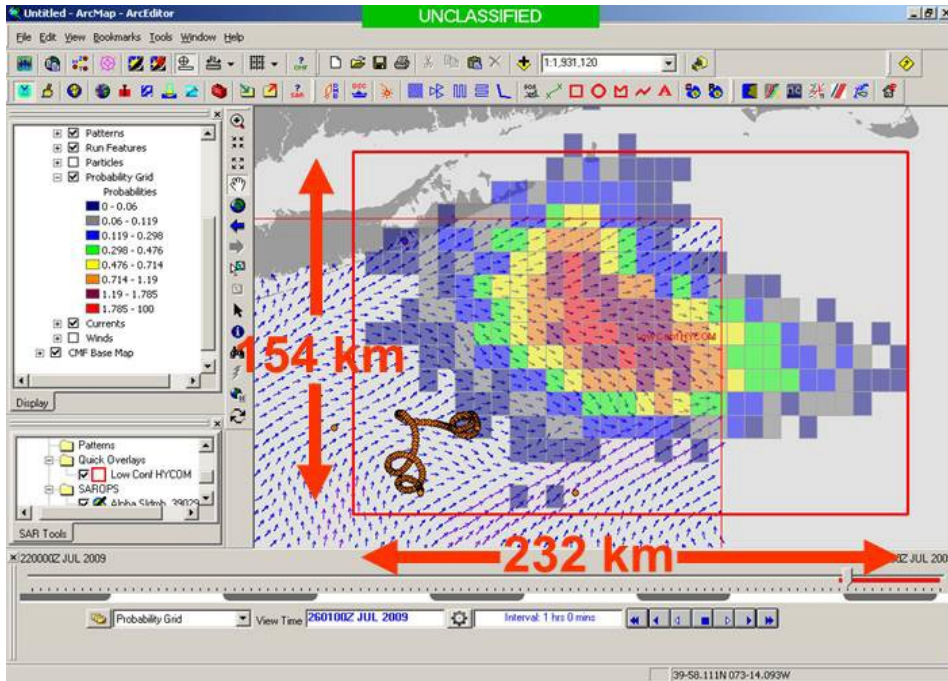 Untitled - ArcMap - ArcEditor
UNCLASSIFIED
File Edit View Bookmarks Tools Window Help
1:1,931,120
Patterns
Run Features
Particles
Probability Grid
Probabilities
0 - 0.06
0.06 - 0.119
0.119 - 0.298
0.298 - 0.476
0.476 - 0.714
0.714 - 1.19
1.19 - 1.785
1.785 - 100
Currents
Winds
CMF Base Map
Display
Low Conf HYCOM
154 km
Patterns
Quick Overlays
Low Conf HYCOM
SAROPS
SAR Tools
232 km
220000Z JUL 2009
Probability Grid
View Time
260100Z JUL 2009
Interval: 1 hrs 0 mins
39-58.111N 073-14.093W